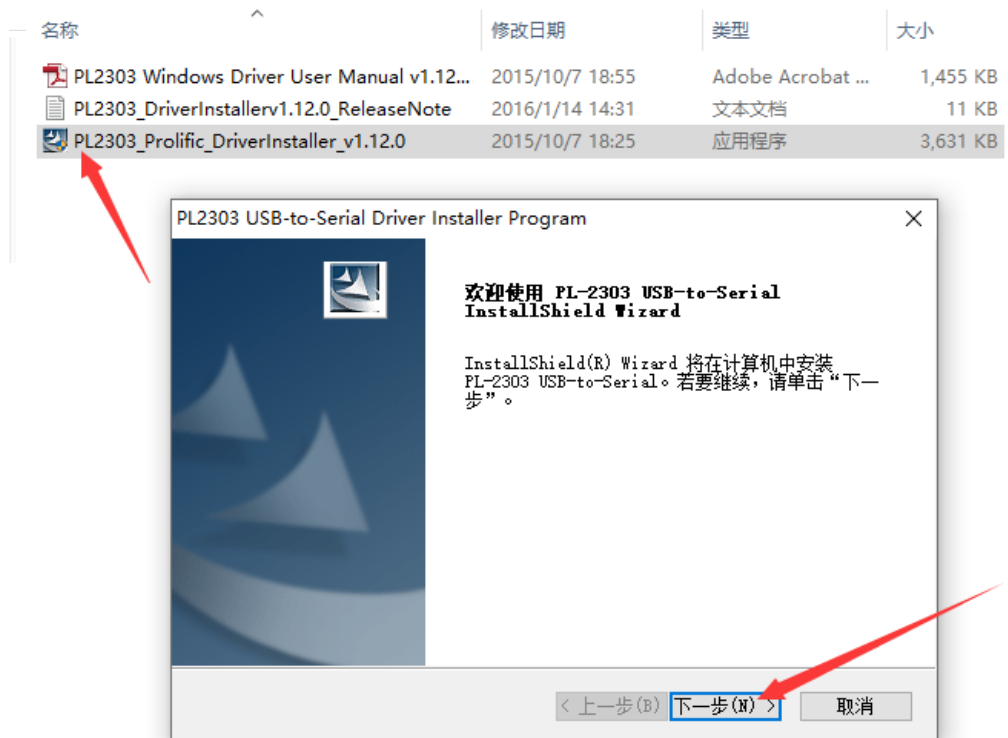 名称 修改日期 类型 大小
PL2303 Windows Driver User Manual v1.12... 2015/10/7 18:55 Adobe Acrobat ... 1,455 KB
PL2303_DriverInstallerv1.12.0_ReleaseNote 2016/1/14 14:31 文本文档 11 KB
PL2303_Prolific_DriverInstaller_v1.12.0 2015/10/7 18:25 应用程序 3,631 KB
PL2303 USB-to-Serial Driver Installer Program
欢迎使用 PL-2303 USB-to-Serial
InstallShield Wizard
InstallShield(R) Wizard 将在计算机中安装
PL-2303 USB-to-Serial。若要继续，请单击“下一
步”。
< 上一步(B) 下一步(N) > 取消